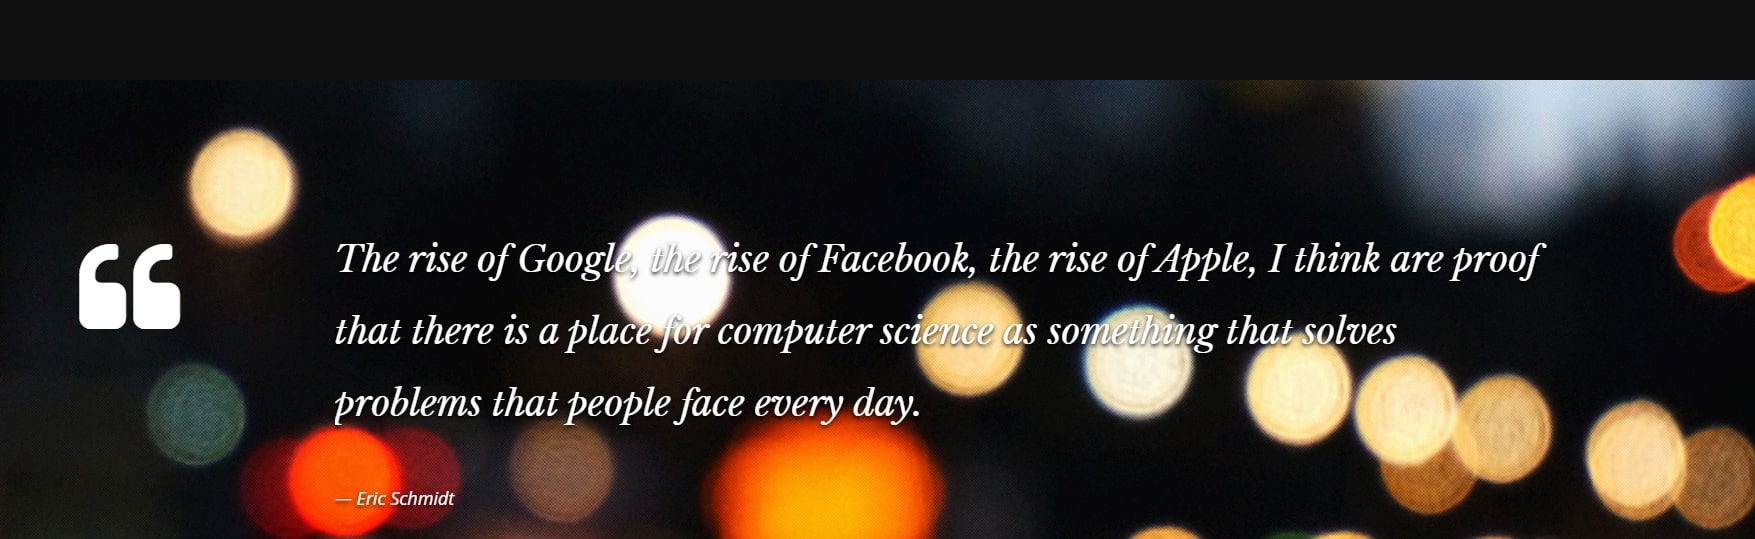 The rise of Google, the rise of Facebook, the rise of Apple, I think are proof
that there is a place for computer science as something that solves
problems that people face every day.
— Eric Schmidt